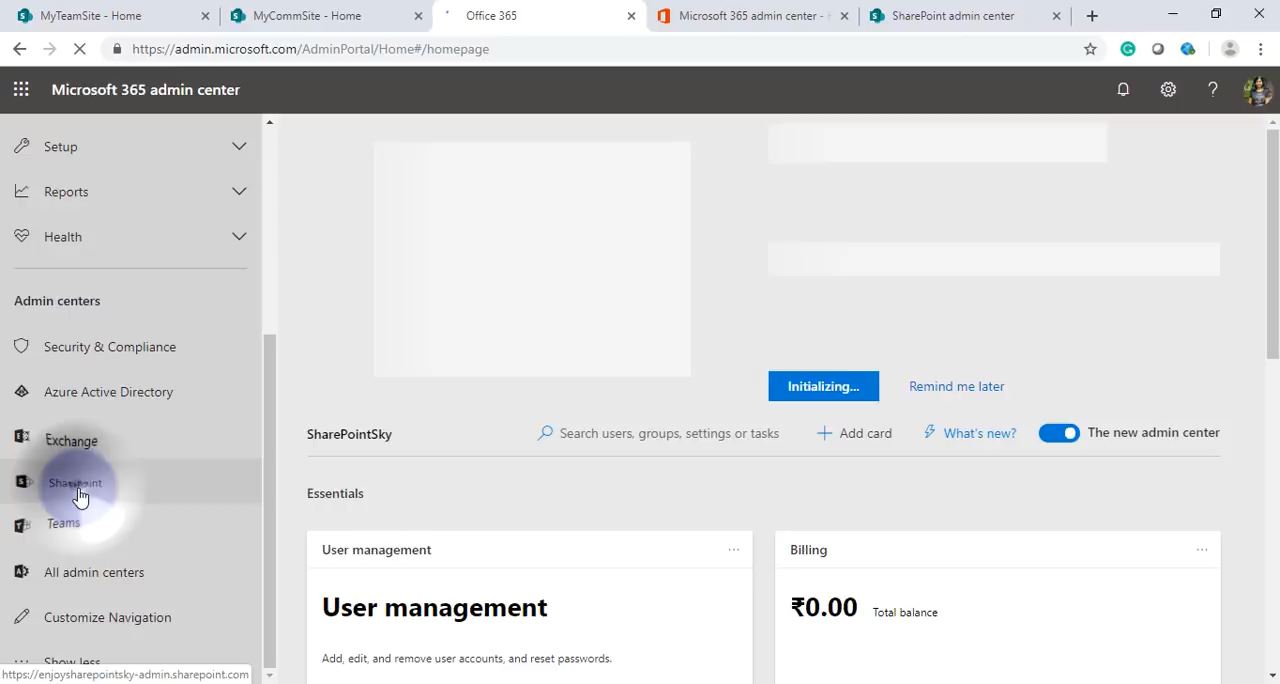 MyTeamSite - Home
MyCommSite - Home
Office 365
Microsoft 365 admin center -
SharePoint admin center
https://admin.microsoft.com/AdminPortal/Home#/homepage
Microsoft 365 admin center
Setup
Reports
Health
Admin centers
Security & Compliance
Azure Active Directory
Exchange
SharePoint
Teams
All admin centers
Customize Navigation
Show less
https://enjoysharepointsky-admin.sharepoint.com
Initializing...
Remind me later
SharePointSky
Search users, groups, settings or tasks
Add card
What's new?
The new admin center
Essentials
User management
User management
Add, edit, and remove user accounts, and reset passwords.
Billing
₹0.00 Total balance